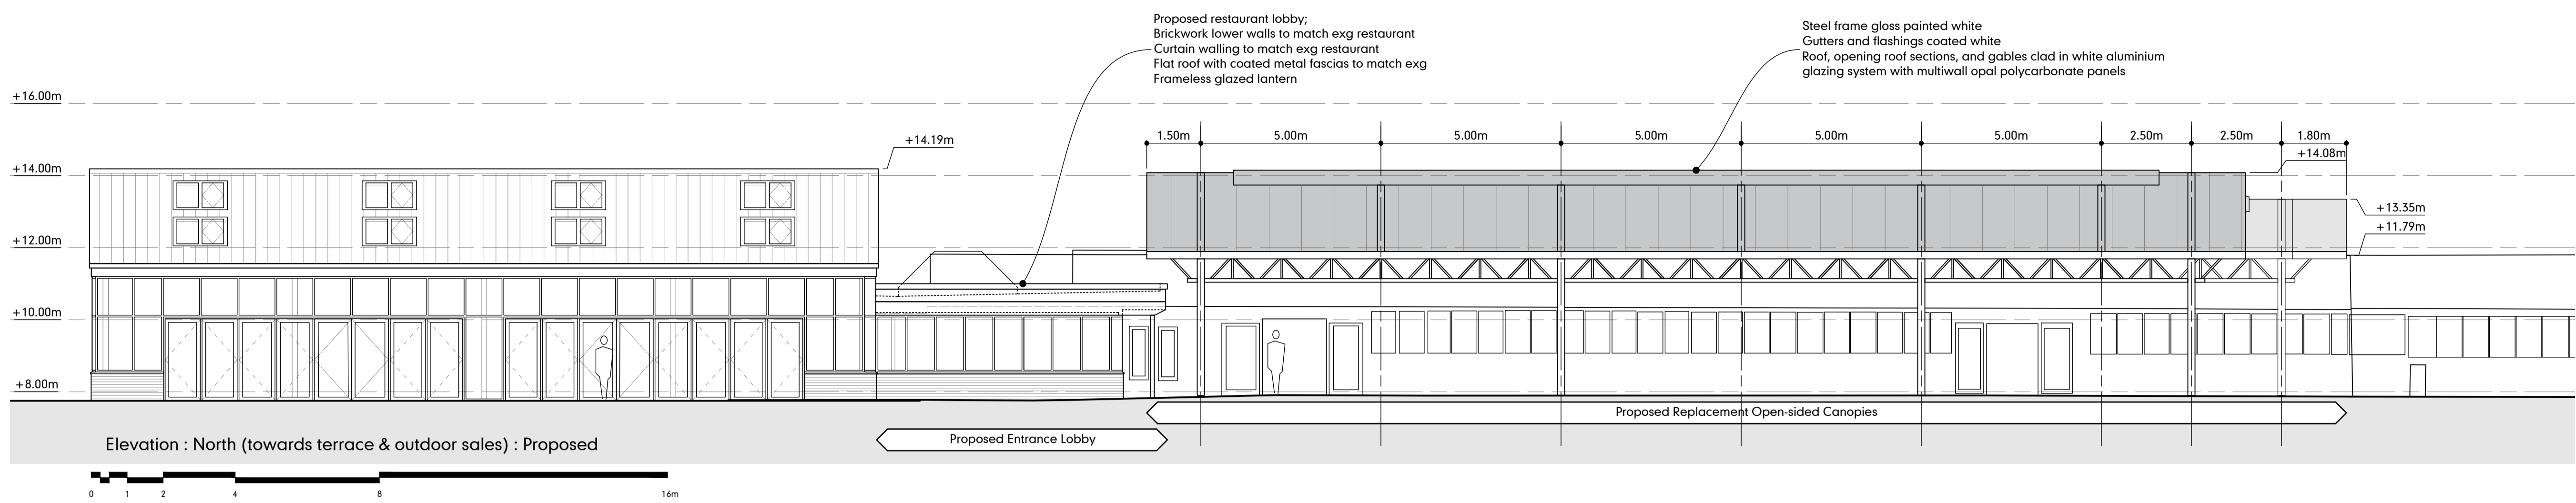 Proposed restaurant lobby;
Brickwork lower walls to match exg restaurant
Curtain walling to match exg restaurant
Flat roof with coated metal fascias to match exg
Frameless glazed lantern
Steel frame gloss painted white
Gutters and flashings coated white
Roof, opening roof sections, and gables clad in white aluminium
glazing system with multiwall opal polycarbonate panels
+16.00m
+14.19m
1.50m 5.00m 5.00m 5.00m 5.00m 5.00m 2.50m 2.50m 1.80m
+14.08m
+14.00m
+13.35m
+11.79m
+12.00m
+10.00m
+8.00m
Proposed Replacement Open-sided Canopies
Proposed Entrance Lobby
Elevation : North (towards terrace & outdoor sales) : Proposed
0 1 2 4 8 16m